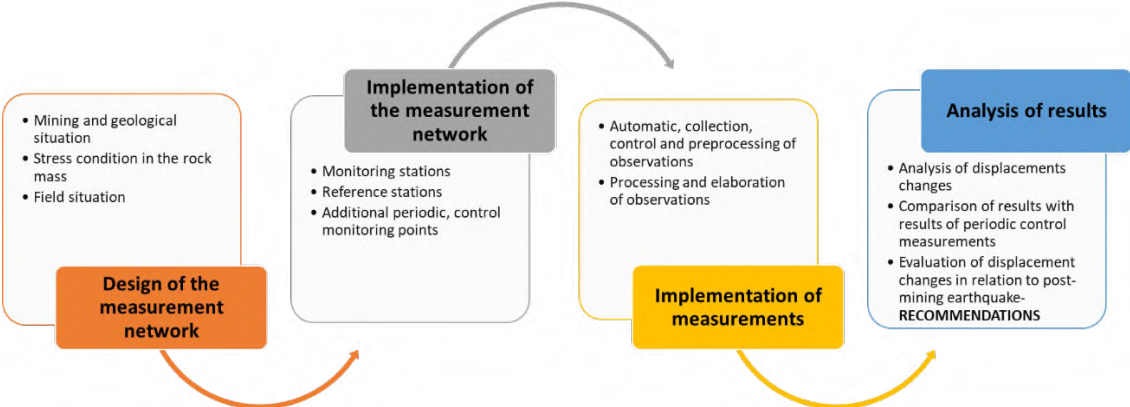 • Mining and geological
situation
• Stress condition in the rock
mass
• Field situation
Design of the
measurement
network
Implementation of
the measurement
network
• Monitoring stations
• Reference stations
• Additional periodic, control
monitoring points
• Automatic, collection,
control and preprocessing of
observations
• Processing and elaboration
of observations
Implementation of
measurements
Analysis of results
• Analysis of displacements
changes
• Comparison of results with
results of periodic control
measurements
• Evaluation of displacement
changes in relation to post-
mining earthquake-
RECOMMENDATIONS